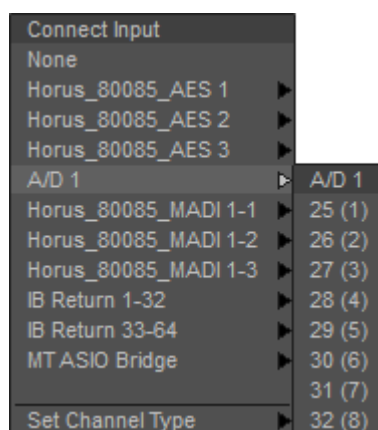 Connect Input
None
Horus_80085_AES 1
Horus_80085_AES 2
Horus_80085_AES 3
A/D 1
Horus_80085_MADI 1-1
Horus_80085_MADI 1-2
Horus_80085_MADI 1-3
IB Return 1-32
IB Return 33-64
MT ASIO Bridge
Set Channel Type
A/D 1
25 (1)
26 (2)
27 (3)
28 (4)
29 (5)
30 (6)
31 (7)
32 (8)